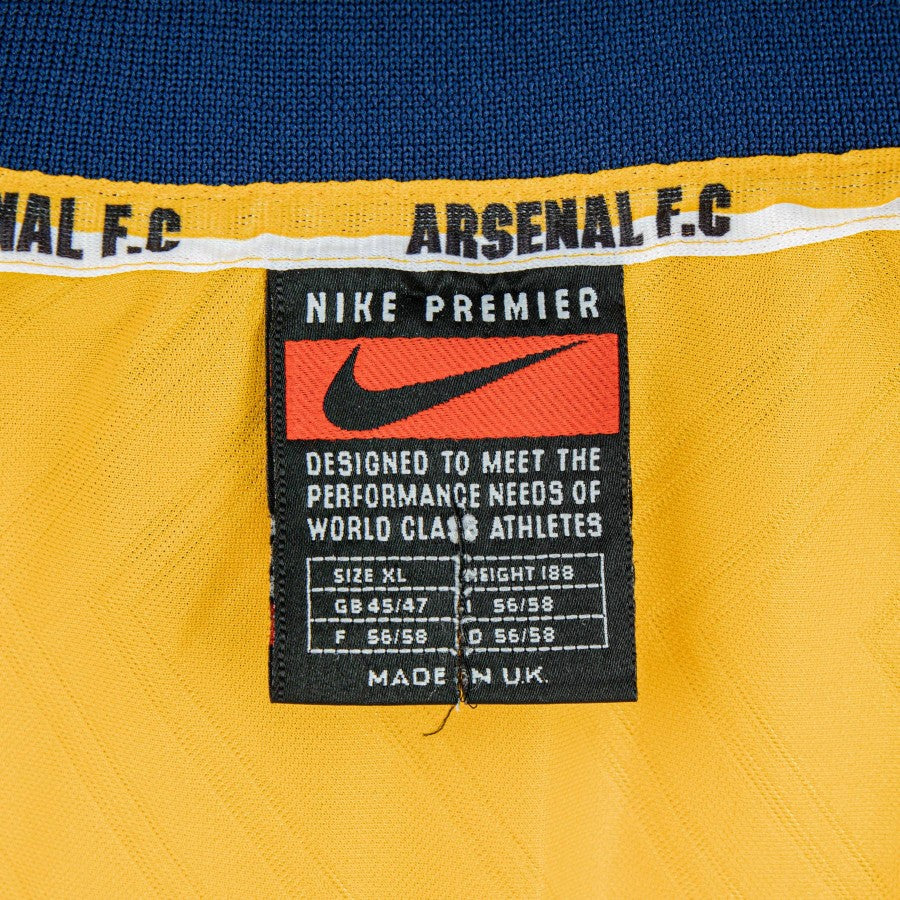 NAL F.C ARSENAL F.C
NIKE PREMIER
DESIGNED TO MEET THE
PERFORMANCE NEEDS OF
WORLD CLASS ATHLETES
SIZE XL HEIGHT 188
GB 45/47 I 56/58
F 56/58 D 56/58
MADE IN U.K.